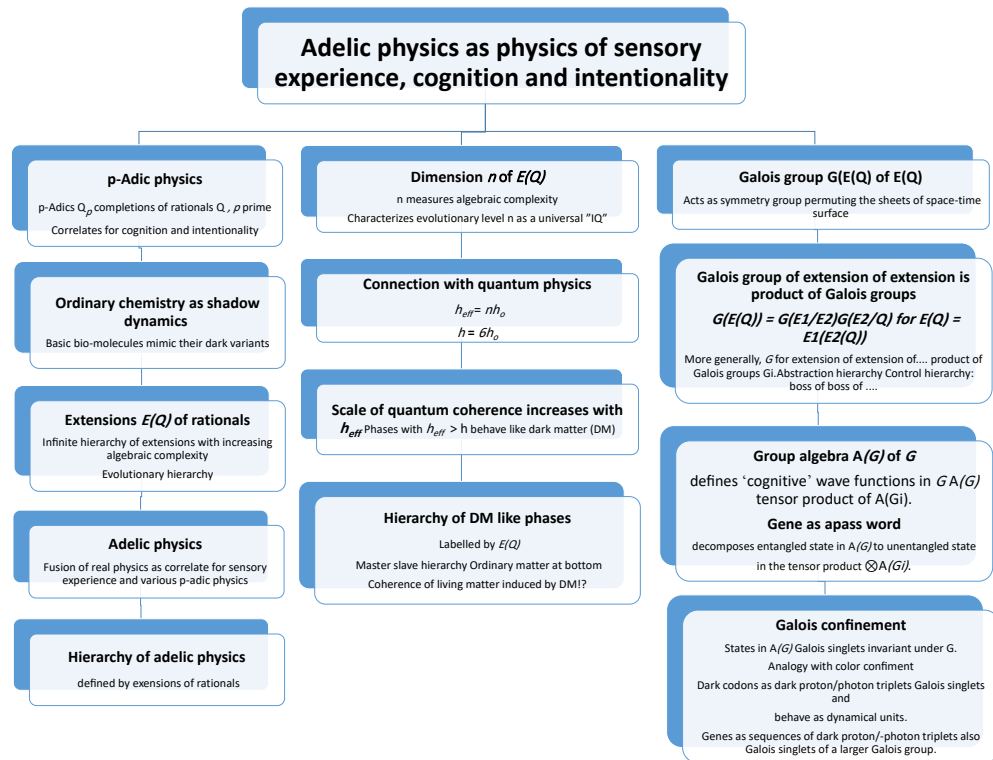 Adelic physics as physics of sensory
experience, cognition and intentionality
p-Adic physics
p-Adics Qp completions of rationals Q , p prime
Correlates for cognition and intentionality
Ordinary chemistry as shadow
dynamics
Basic bio-molecules mimic their dark variants
Extensions E(Q) of rationals
Infinite hierarchy of extensions with increasing
algebraic complexity
Evolutionary hierarchy
Adelic physics
Fusion of real physics as correlate for sensory
experience and various p-adic physics
Hierarchy of adelic physics
defined by exensions of rationals
Dimension n of E(Q)
n measures algebraic complexity
Characterizes evolutionary level n as a universal ”IQ”
Connection with quantum physics
heff = nho
h = 6ho
Scale of quantum coherence increases with
heff Phases with heff > h behave like dark matter (DM)
Hierarchy of DM like phases
Labelled by E(Q)
Master slave hierarchy Ordinary matter at bottom
Coherence of living matter induced by DM!?
Galois group G(E(Q) of E(Q)
Acts as symmetry group permuting the sheets of space-time
surface
Galois group of extension of extension is
product of Galois groups
G(E(Q)) = G(E1/E2)G(E2/Q) for E(Q) =
E1(E2(Q))
More generally, G for extension of extension of.... product of
Galois groups Gi.Abstraction hierarchy Control hierarchy:
boss of boss of ....
Group algebra A(G) of G
defines ‘cognitive’ wave functions in G A(G)
tensor product of A(Gi).
Gene as apass word
decomposes entangled state in A(G) to unentangled state
in the tensor product ⊗A(Gi).
Galois confinement
States in A(G) Galois singlets invariant under G.
Analogy with color confiment
Dark codons as dark proton/photon triplets Galois singlets
and
behave as dynamical units.
Genes as sequences of dark proton/-photon triplets also
Galois singlets of a larger Galois group.